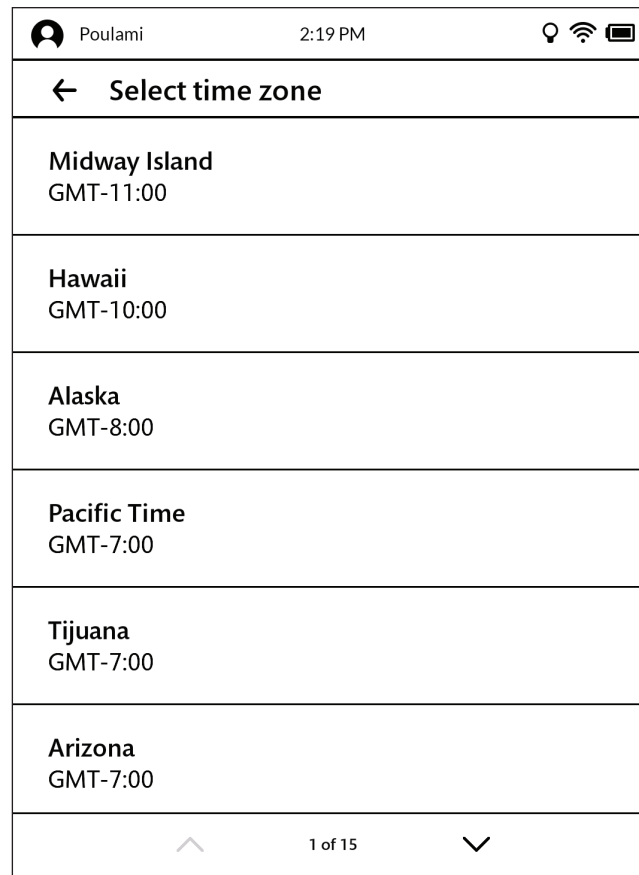 Poulami 2:19 PM
Select time zone
Midway Island
GMT-11:00
Hawaii
GMT-10:00
Alaska
GMT-8:00
Pacific Time
GMT-7:00
Tijuana
GMT-7:00
Arizona
GMT-7:00
1 of 15